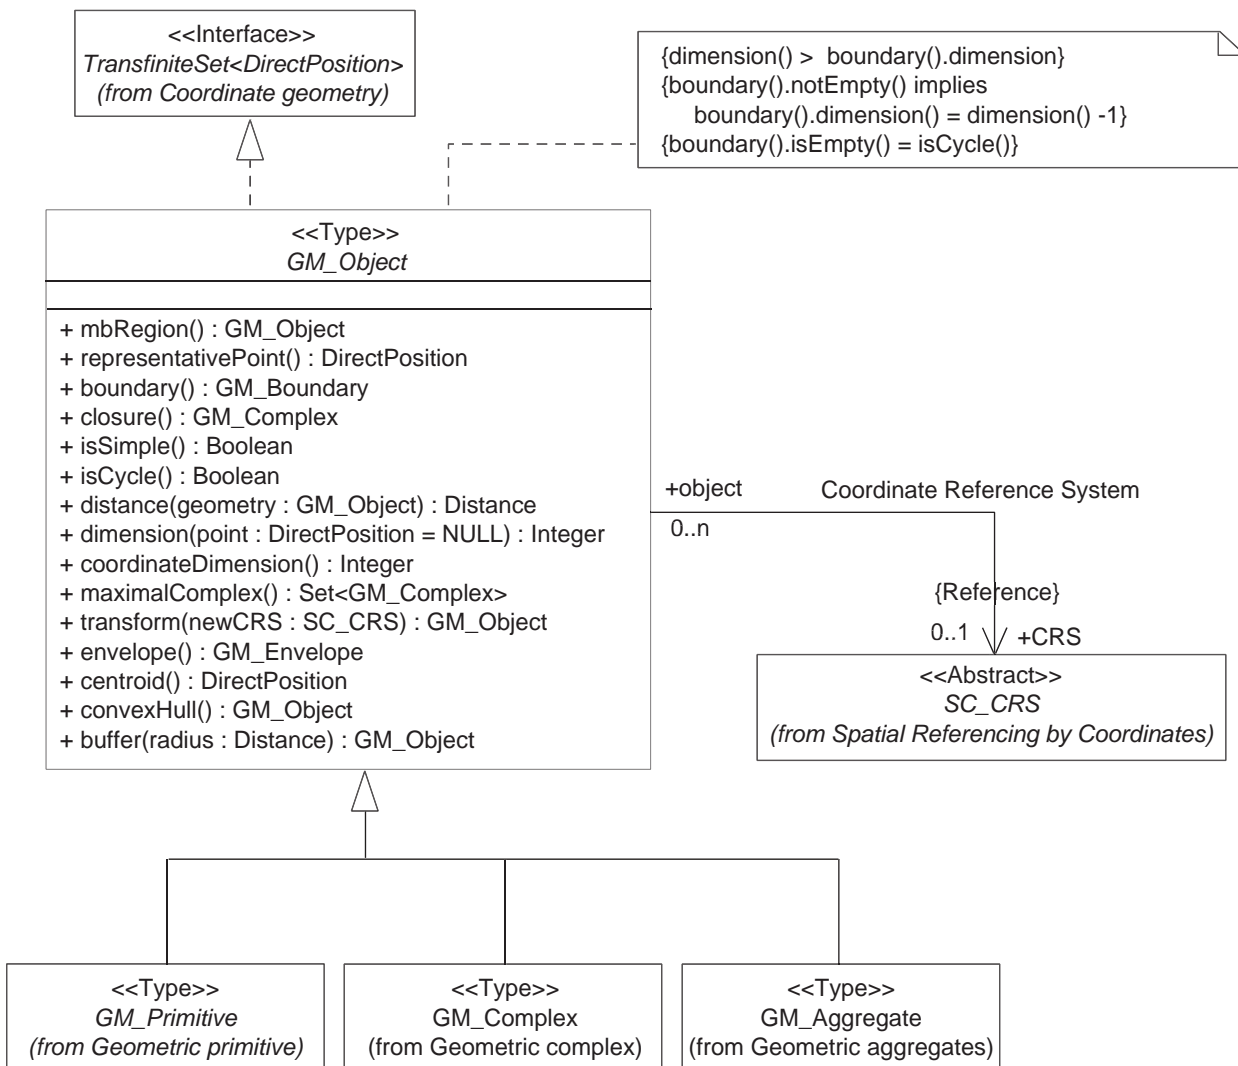 <<Interface>>
TransfiniteSet<DirectPosition>
(from Coordinate geometry)
{dimension() > boundary().dimension}
{boundary().notEmpty() implies
boundary().dimension() = dimension() -1}
{boundary().isEmpty() = isCycle()}
<<Type>>
GM_Object
+ mbRegion() : GM_Object
+ representativePoint() : DirectPosition
+ boundary() : GM_Boundary
+ closure() : GM_Complex
+ isSimple() : Boolean
+ isCycle() : Boolean
+ distance(geometry : GM_Object) : Distance
+ dimension(point : DirectPosition = NULL) : Integer
+ coordinateDimension() : Integer
+ maximalComplex() : Set<GM_Complex>
+ transform(newCRS : SC_CRS) : GM_Object
+ envelope() : GM_Envelope
+ centroid() : DirectPosition
+ convexHull() : GM_Object
+ buffer(radius : Distance) : GM_Object
+object
Coordinate Reference System
0..n
{Reference}
0..1
+CRS
<<Abstract>>
SC_CRS
(from Spatial Referencing by Coordinates)
<<Type>>
GM_Primitive
(from Geometric primitive)
<<Type>>
GM_Complex
(from Geometric complex)
<<Type>>
GM_Aggregate
(from Geometric aggregates)